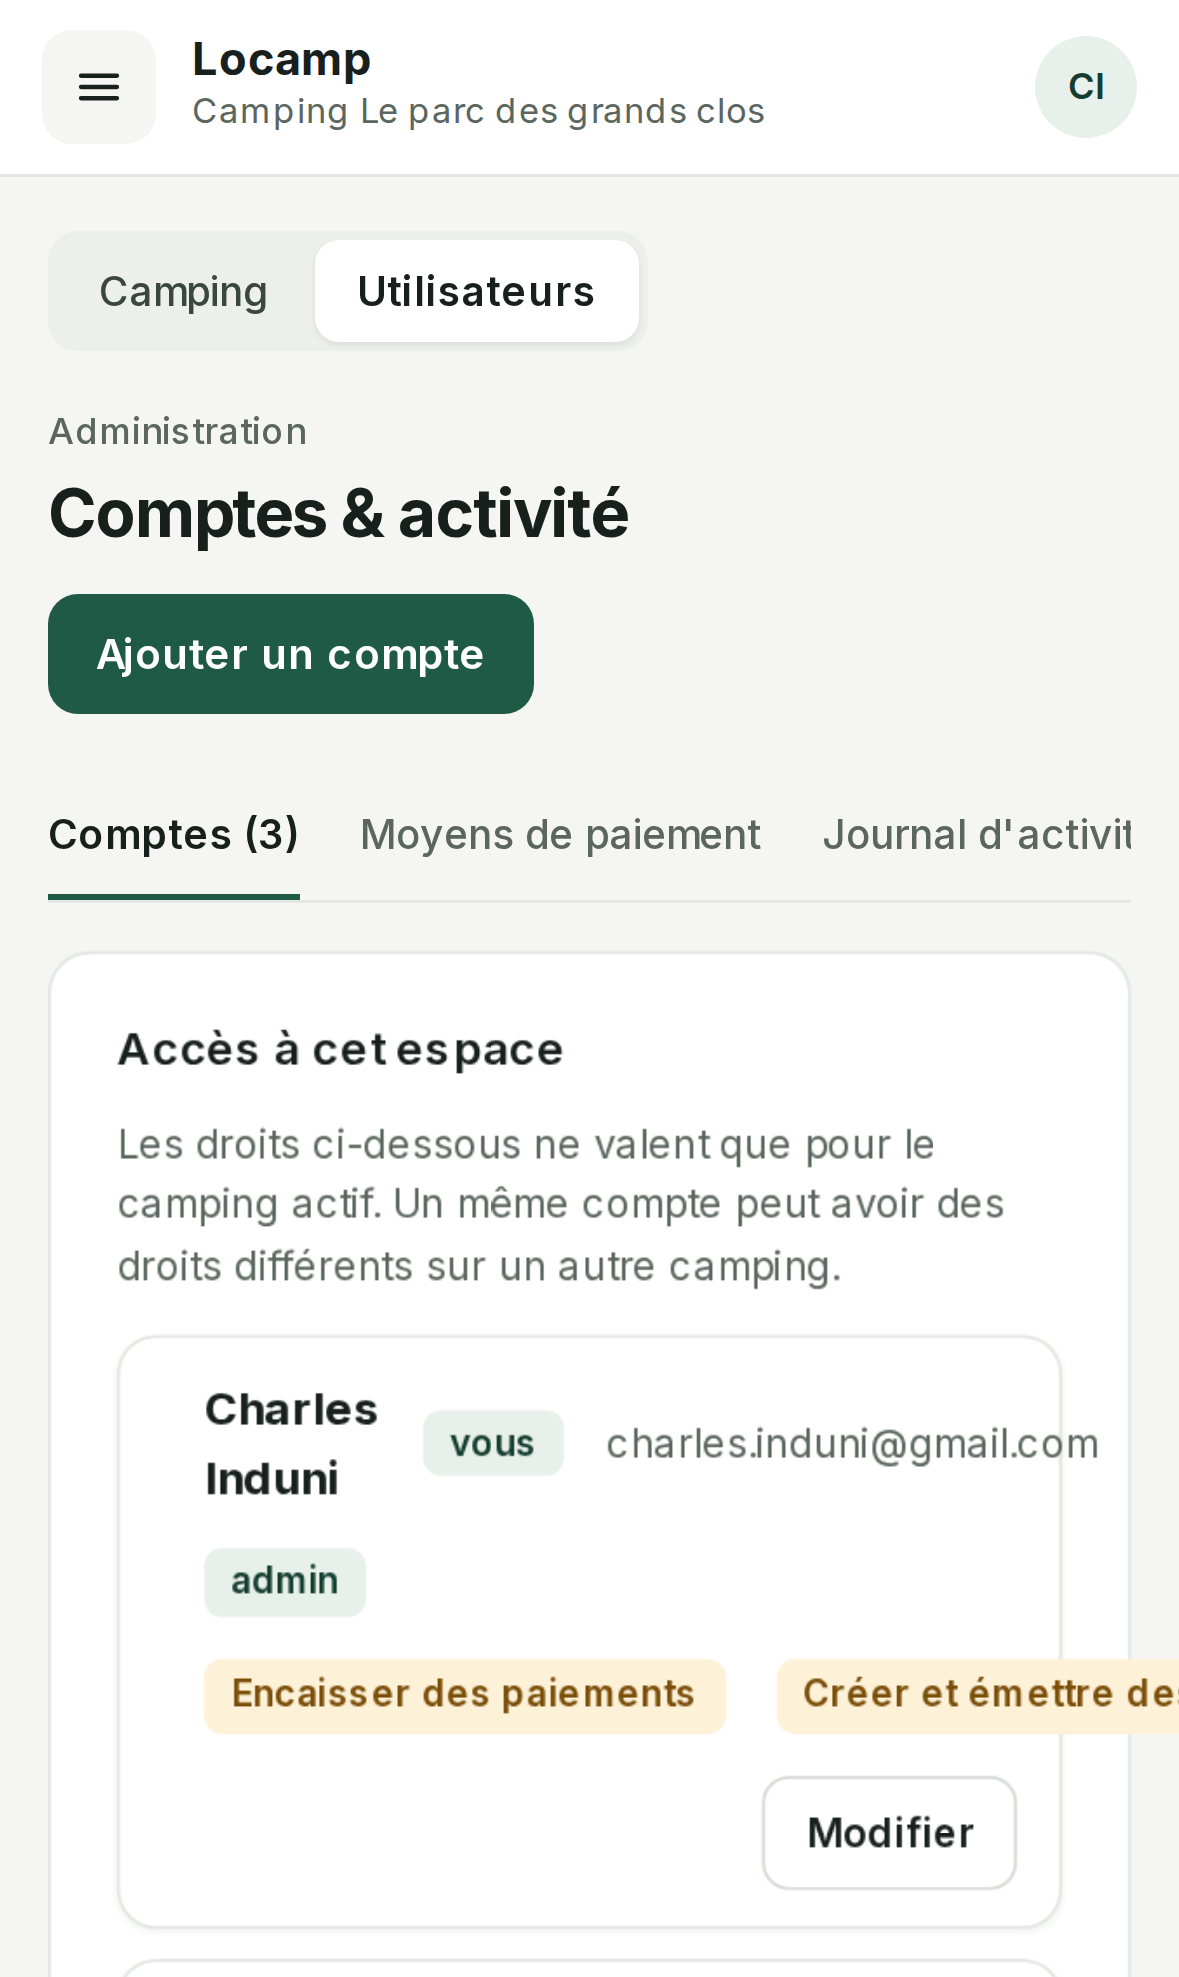 Locamp
Camping Le parc des grands clos
CI
Camping
Utilisateurs
Administration
Comptes & activité
Ajouter un compte
Comptes (3)
Moyens de paiement
Journal d'activit
Accès à cet espace
Les droits ci-dessous ne valent que pour le
camping actif. Un même compte peut avoir des
droits différents sur un autre camping.
Charles
Induni
vous
charles.induni@gmail.com
admin
Encaisser des paiements
Créer et émettre des
Modifier